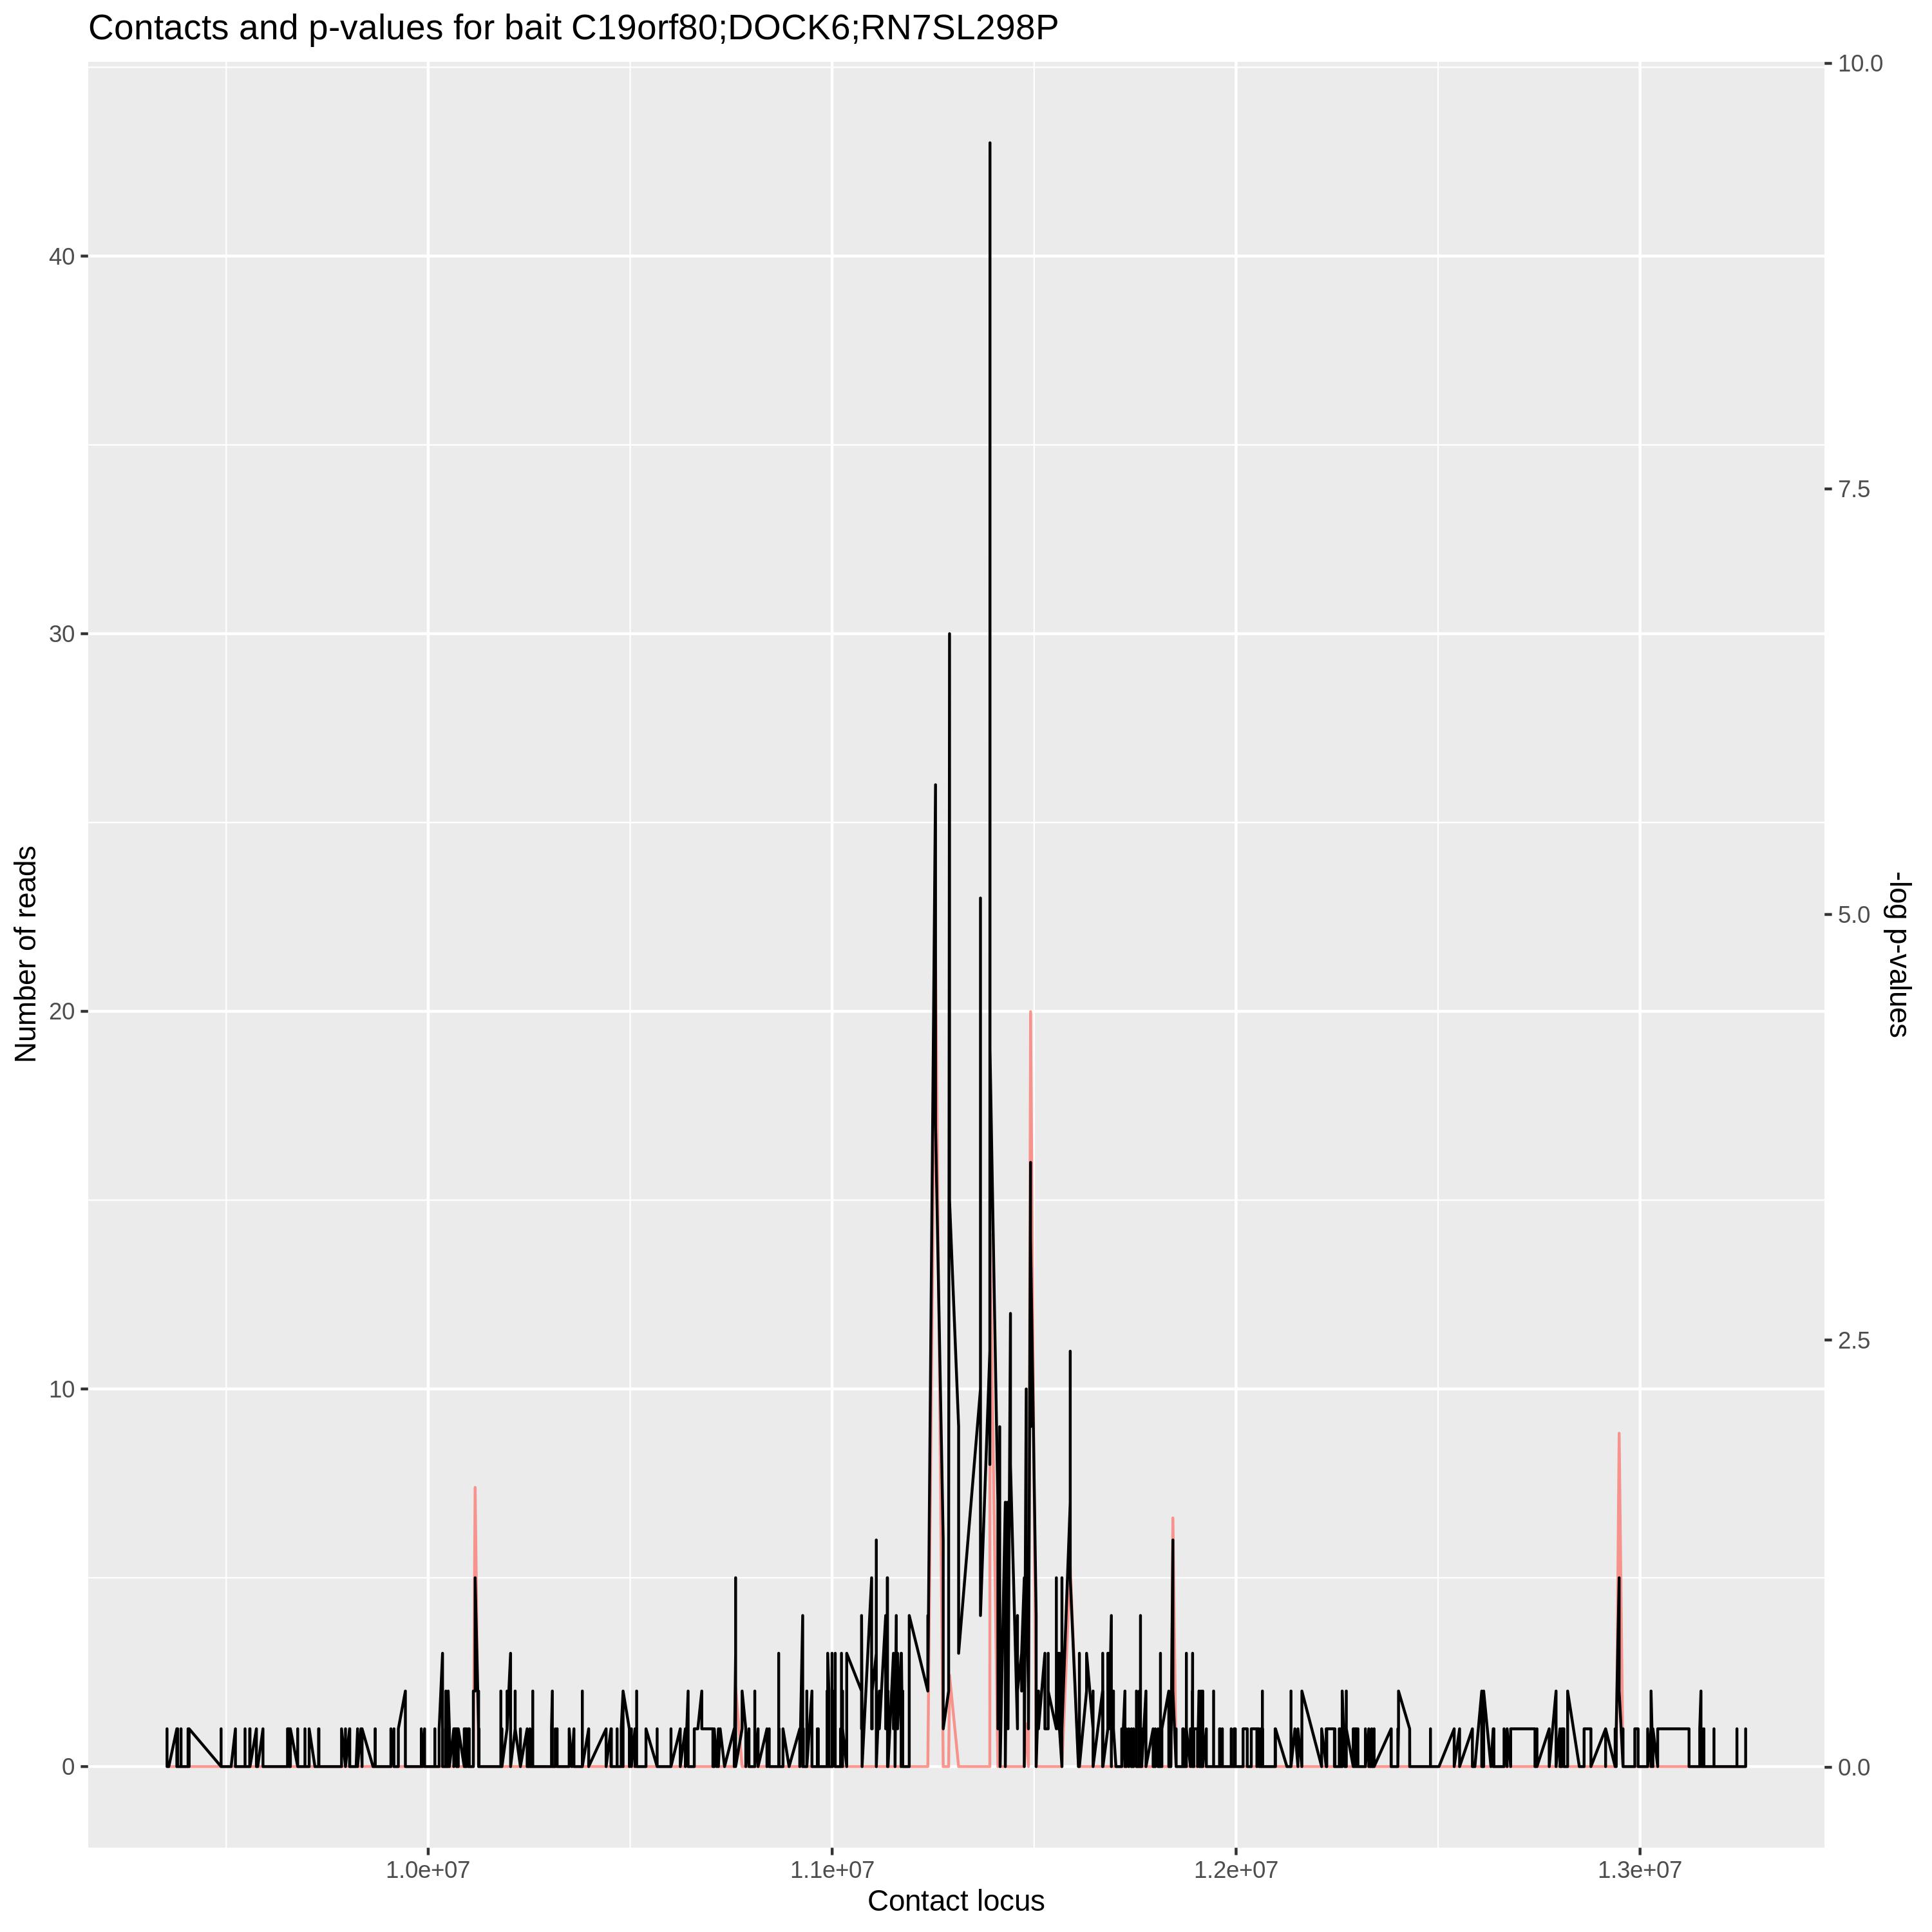 Contacts and p-values for bait C19orf80;DOCK6;RN7SL298P
Number of reads
40
30
20
10
0
10.0
7.5
5.0
2.5
0.0
-log p-values
1.0e+07
1.1e+07
1.2e+07
1.3e+07
Contact locus